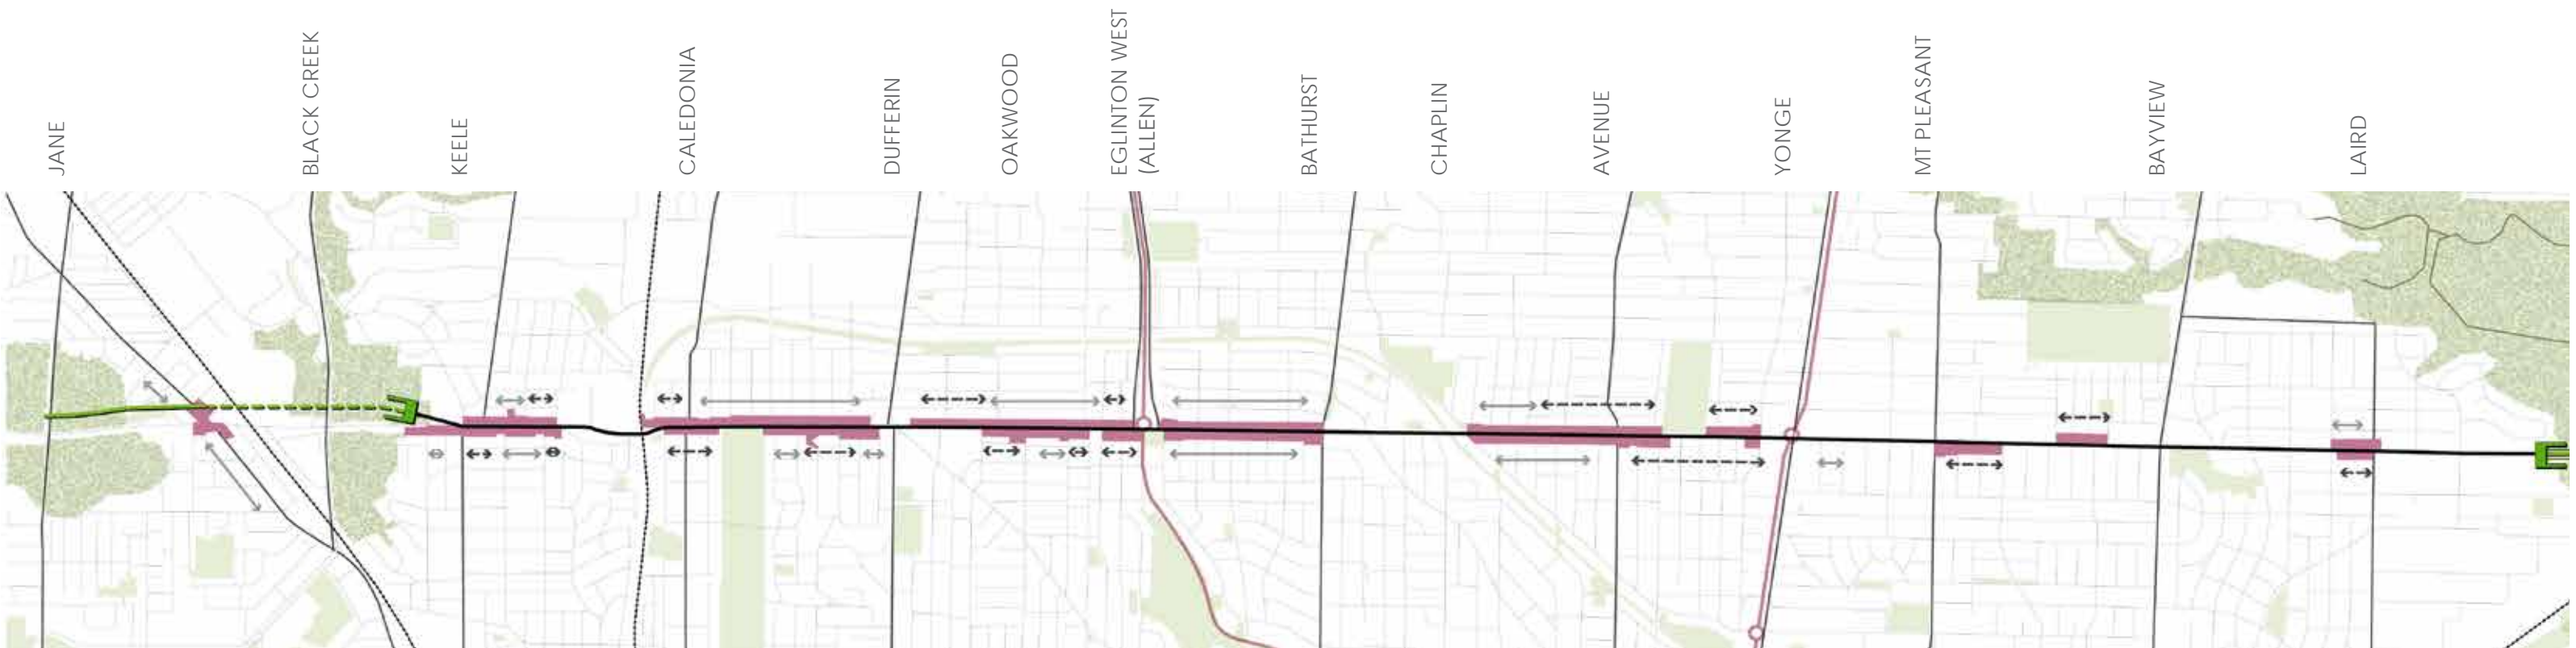 JANE
BLACK CREEK
KEELE
CALEDONIA
DUFFERIN
OAKWOOD
EGLINTON WEST
(ALLEN)
BATHURST
CHAPLIN
AVENUE
YONGE
MT PLEASANT
BAYVIEW
LAIRD